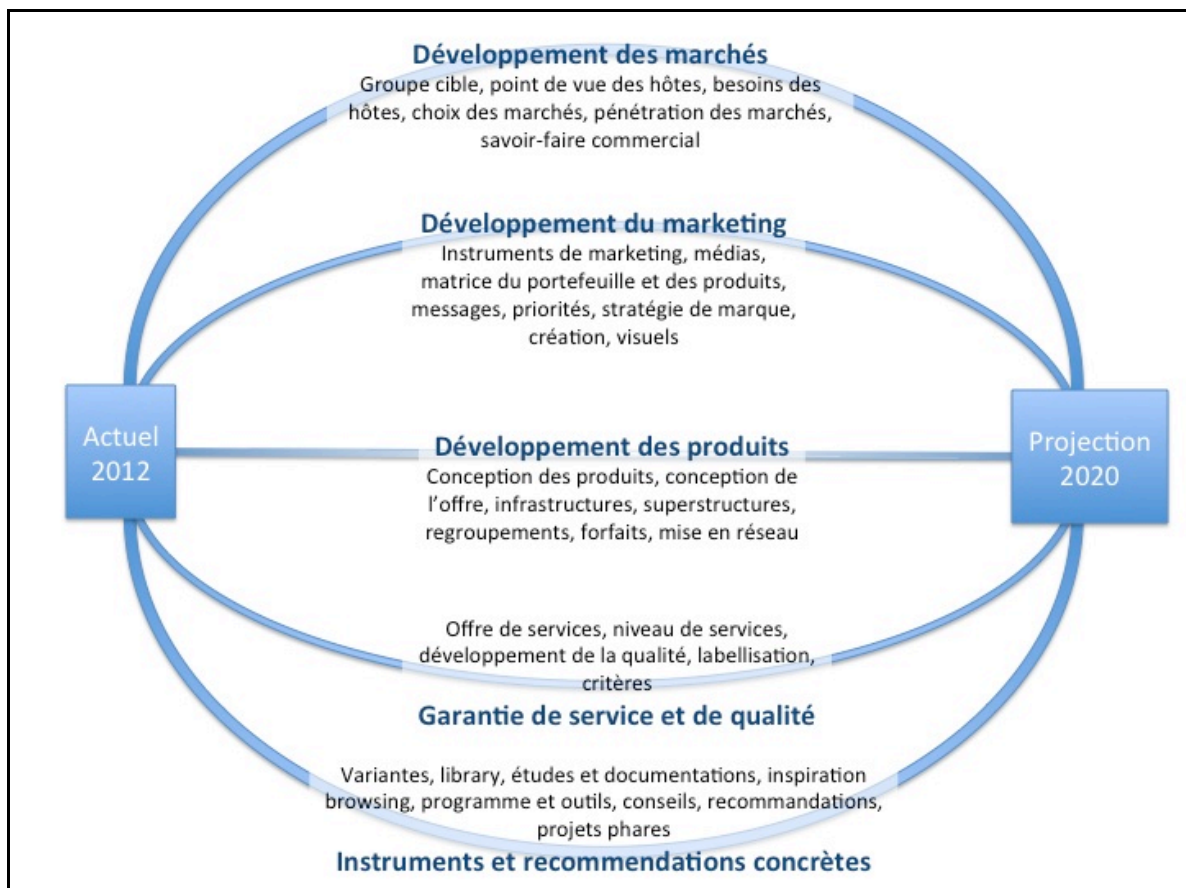 Développement des marchés
Groupe cible, point de vue des hôtes, besoins des
hôtes, choix des marchés, pénétration des marchés,
savoir-faire commercial
Développement du marketing
Instruments de marketing, médias,
matrice du portefeuille et des produits,
messages, priorités, stratégie de marque,
création, visuels
Actuel
2012
Développement des produits
Conception des produits, conception de
l'offre, infrastructures, superstructures,
regroupements, forfaits, mise en réseau
Projection
2020
Offre de services, niveau de services,
développement de la qualité, labellisation,
critères
Garantie de service et de qualité
Variantes, library, études et documentations, inspiration
browsing, programme et outils, conseils, recommandations,
projets phares
Instruments et recommendations concrètes